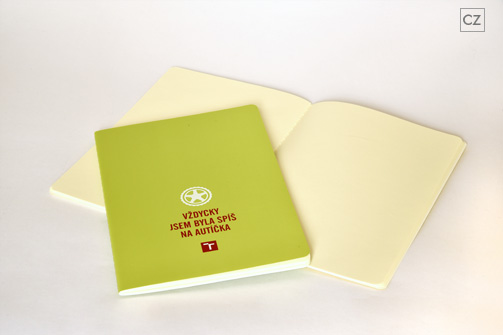 CZ
VŽDYCKY
JSEM BYLA SPÍŠ
NA AUTÍČKA
T